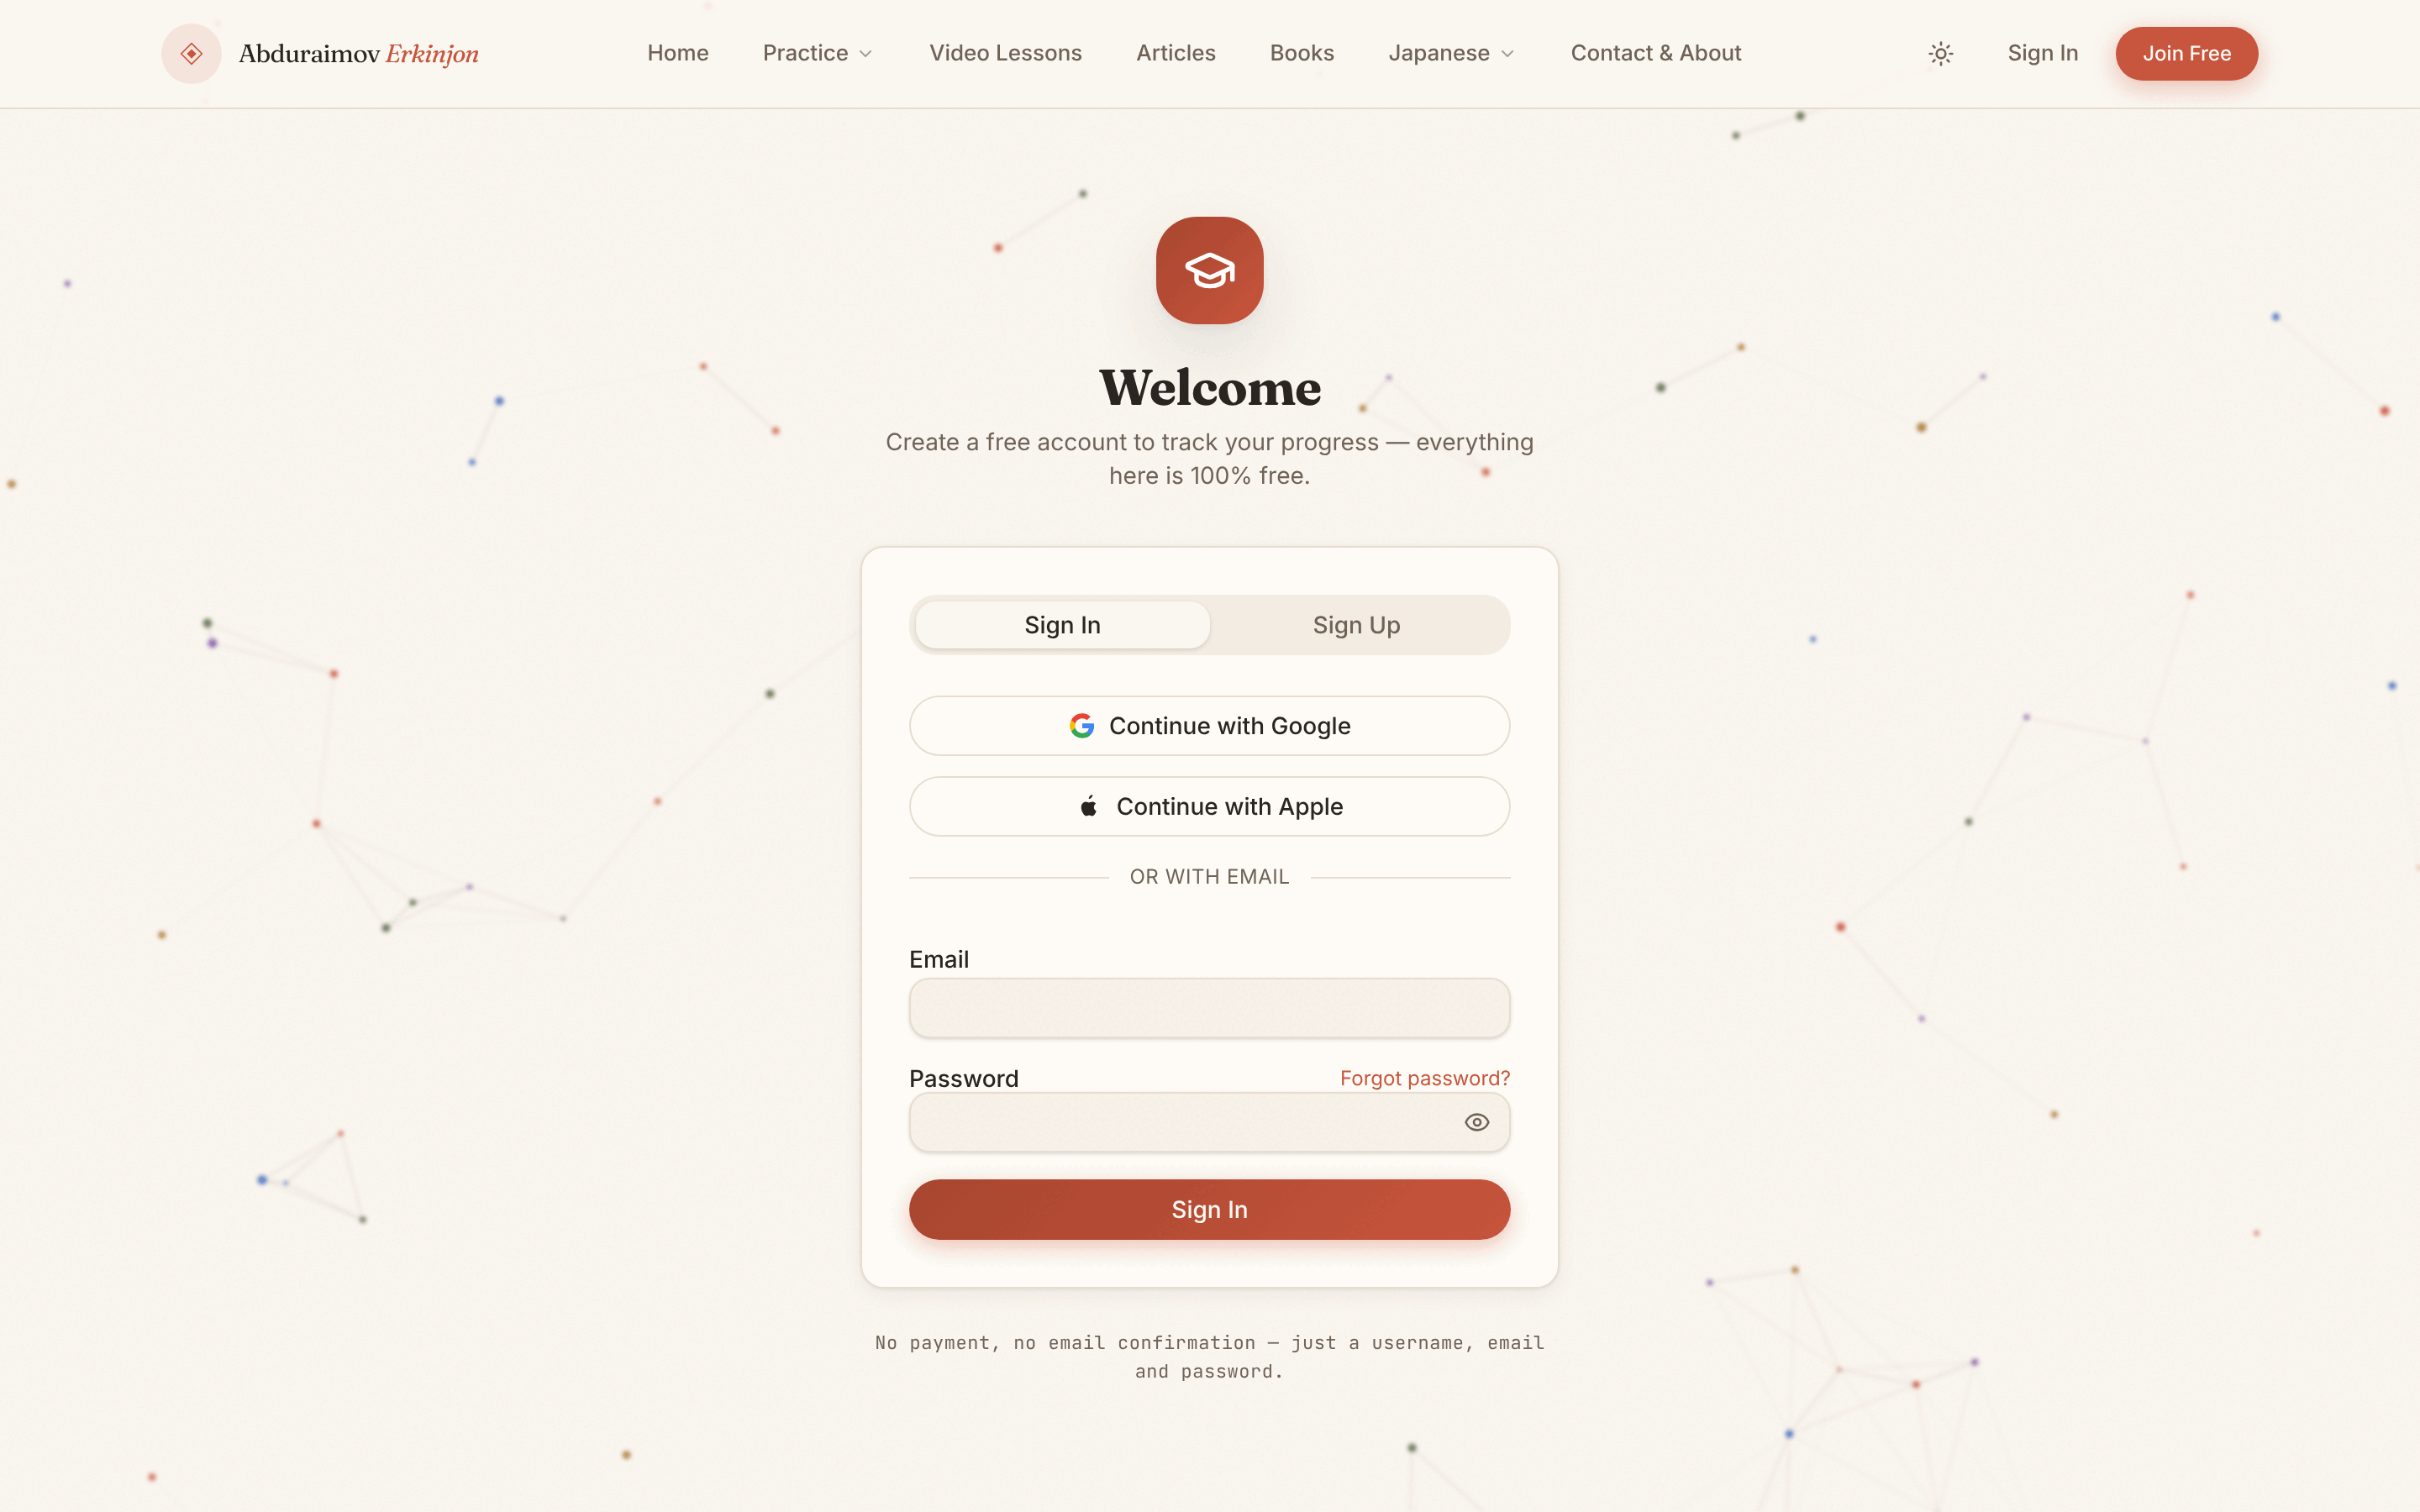 Abduraimov Erkinjon
Home
Practice
Video Lessons
Articles
Books
Japanese
Contact & About
Sign In
Join Free
Welcome
Create a free account to track your progress — everything
here is 100% free.
Sign In
Sign Up
Continue with Google
Continue with Apple
OR WITH EMAIL
Email
Password
Forgot password?
Sign In
No payment, no email confirmation — just a username, email
and password.